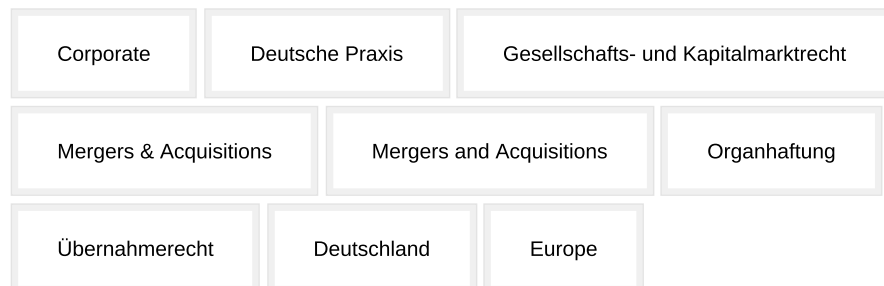 Corporate Deutsche Praxis Gesellschafts- und Kapitalmarktrecht
Mergers & Acquisitions Mergers and Acquisitions Organhaftung
Übernahmerecht Deutschland Europe